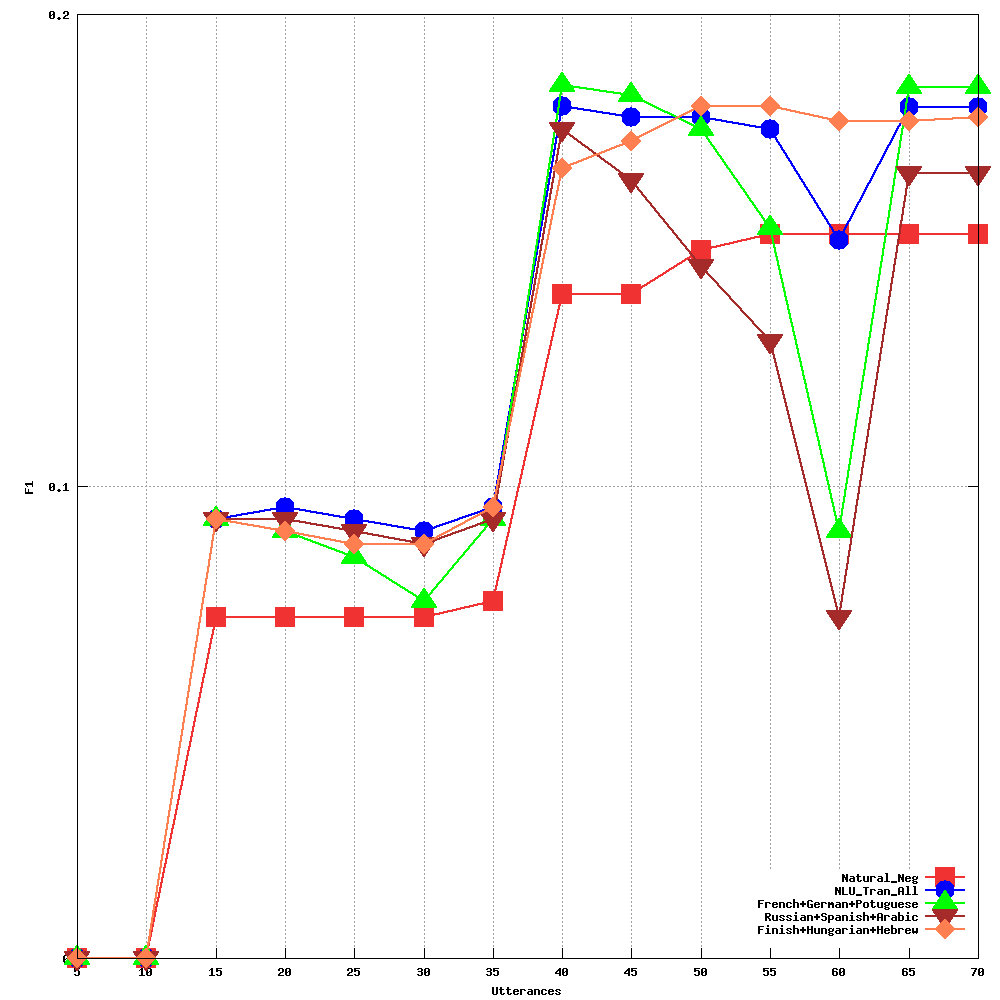 0.2
0.1
F1
0
5 10 15 20 25 30 35 40 45 50 55 60 65 70
Utterances
Natural_Neg
NLU_Tran_All
French+German+Potuguese
Russian+Spanish+Arabic
Finish+Hungarian+Hebrew